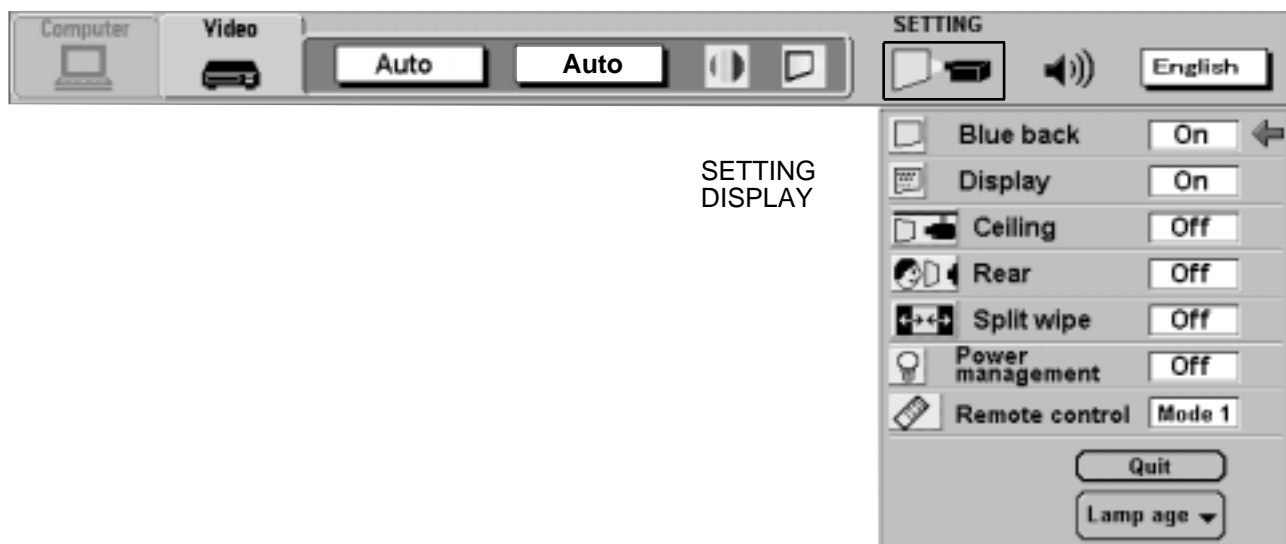 Computer
Video
Auto
Auto
SETTING
English
SETTING
DISPLAY
Blue back On
Display On
Ceiling Off
Rear Off
Split wipe Off
Power
management Off
Remote control Mode 1
Quit
Lamp age